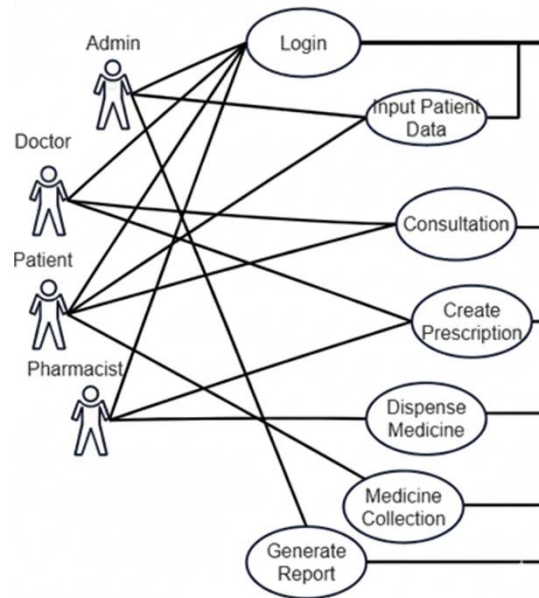 Admin
Login
Input Patient
Data
Doctor
Consultation
Patient
Create
Prescription
Pharmacist
Dispense
Medicine
Medicine
Collection
Generate
Report